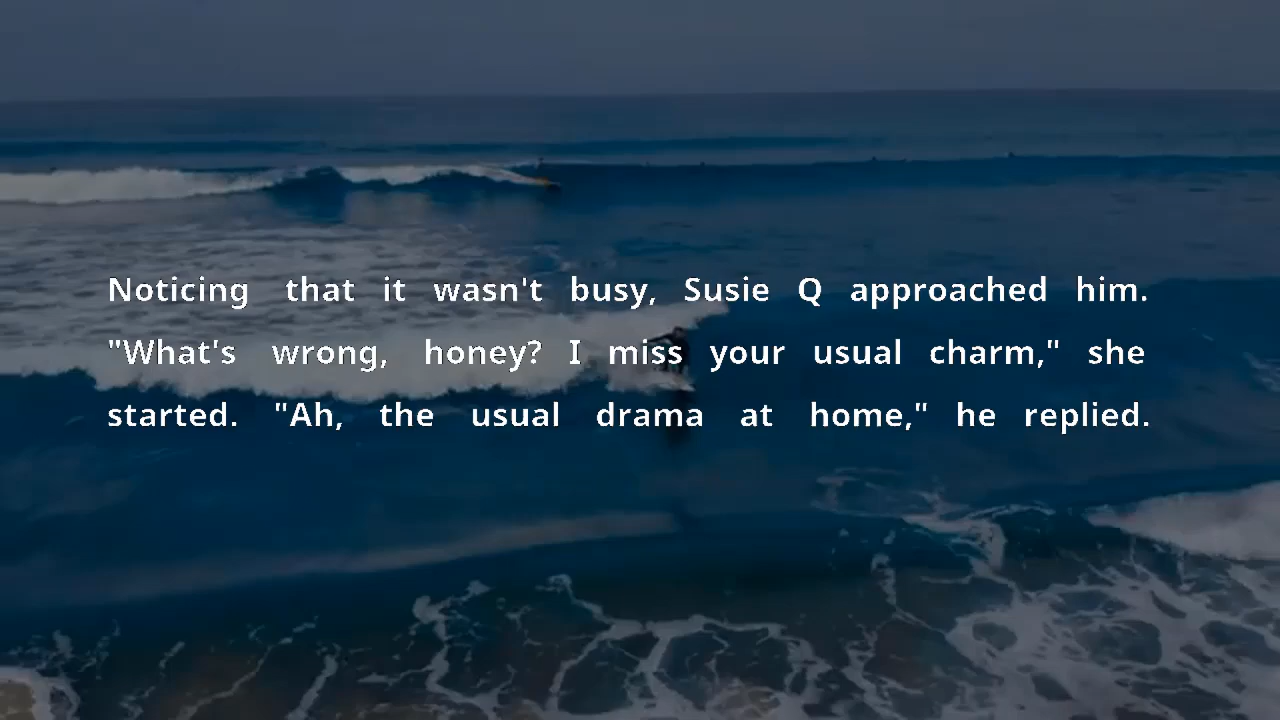 Noticing that it wasn't busy, Susie Q approached him.
"What's wrong, honey? I miss your usual charm," she
started. "Ah, the usual drama at home," he replied.